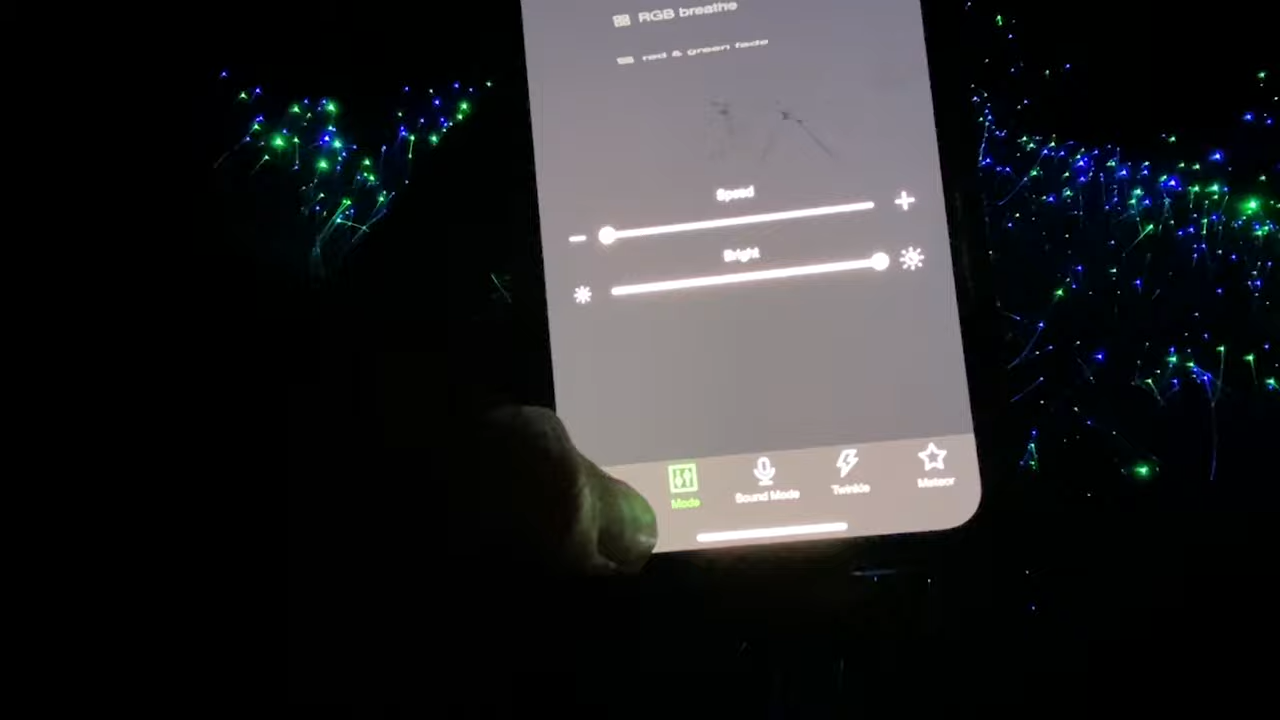 RGB breathe
red & green fade
Speed
Bright
Mode
Sound Mode
Twinkle
Meteor